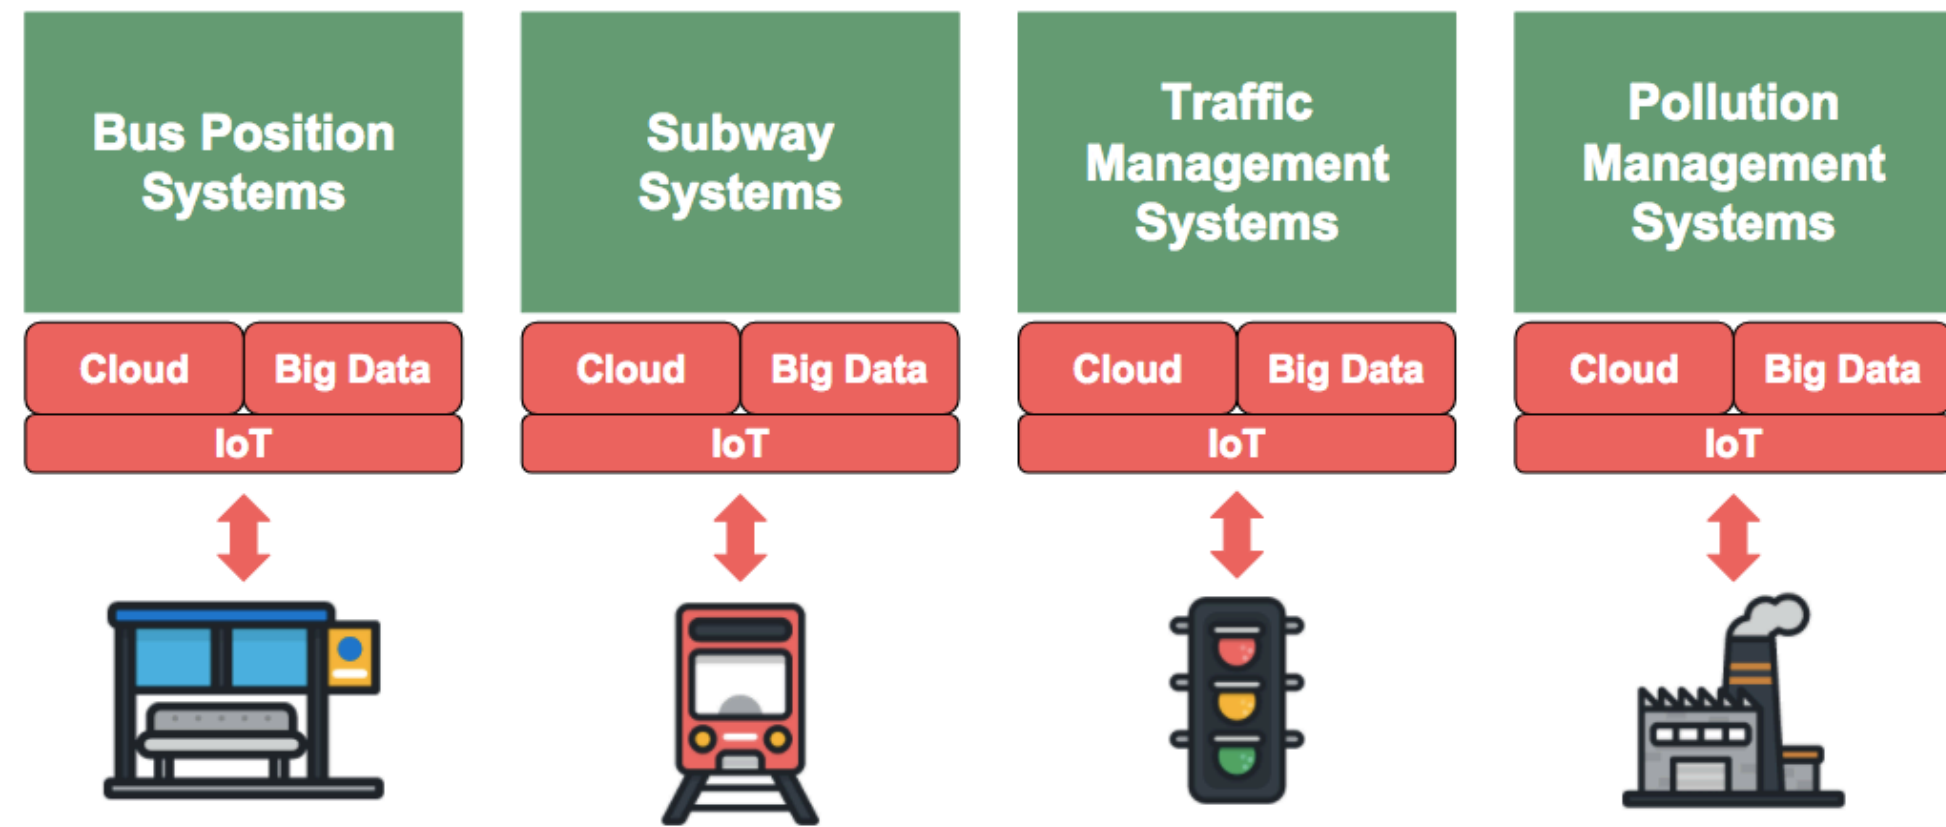 Bus Position
Systems
Subway
Systems
Traffic
Management
Systems
Pollution
Management
Systems
Cloud
Big Data
Cloud
Big Data
Cloud
Big Data
Cloud
Big Data
IoT
IoT
IoT
IoT